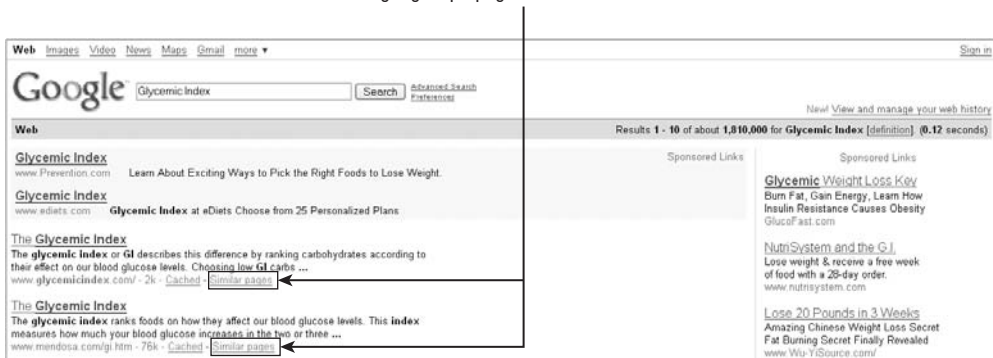 Web Images Video News Maps Gmail more ▼
Sign in
Google
Glycemic Index
Search
Advanced Search
Preferences
New! View and manage your web history
Web
Results 1 - 10 of about 1,810,000 for Glycemic Index [definition]. (0.12 seconds)
Glycemic Index
www.Prevention.com Learn About Exciting Ways to Pick the Right Foods to Lose Weight.
Sponsored Links
Glycemic Index
www.ediets.com Glycemic Index at eDiets Choose from 25 Personalized Plans
The Glycemic Index
The glycemic index or GI describes this difference by ranking carbohydrates according to
their effect on our blood glucose levels. Choosing low GI carbs ...
www.glycemicindex.com/ - 2k - Cached - Similar pages
The Glycemic Index
The glycemic index ranks foods on how they affect our blood glucose levels. This index
measures how much your blood glucose increases in the two or three ...
www.mendosa.com/gi.htm - 76k - Cached - Similar pages
Sponsored Links
Glycemic Weight Loss Key
Burn Fat, Gain Energy, Learn How
Insulin Resistance Causes Obesity
GlucoFast.com
NutriSystem and the G.I.
Lose weight & receive a free week
of food with a 28-day order.
www.nutrisystem.com
Lose 20 Pounds in 3 Weeks
Amazing Chinese Weight Loss Secret
Fat Burning Secret Finally Revealed
www.Wu-YiSource.com/